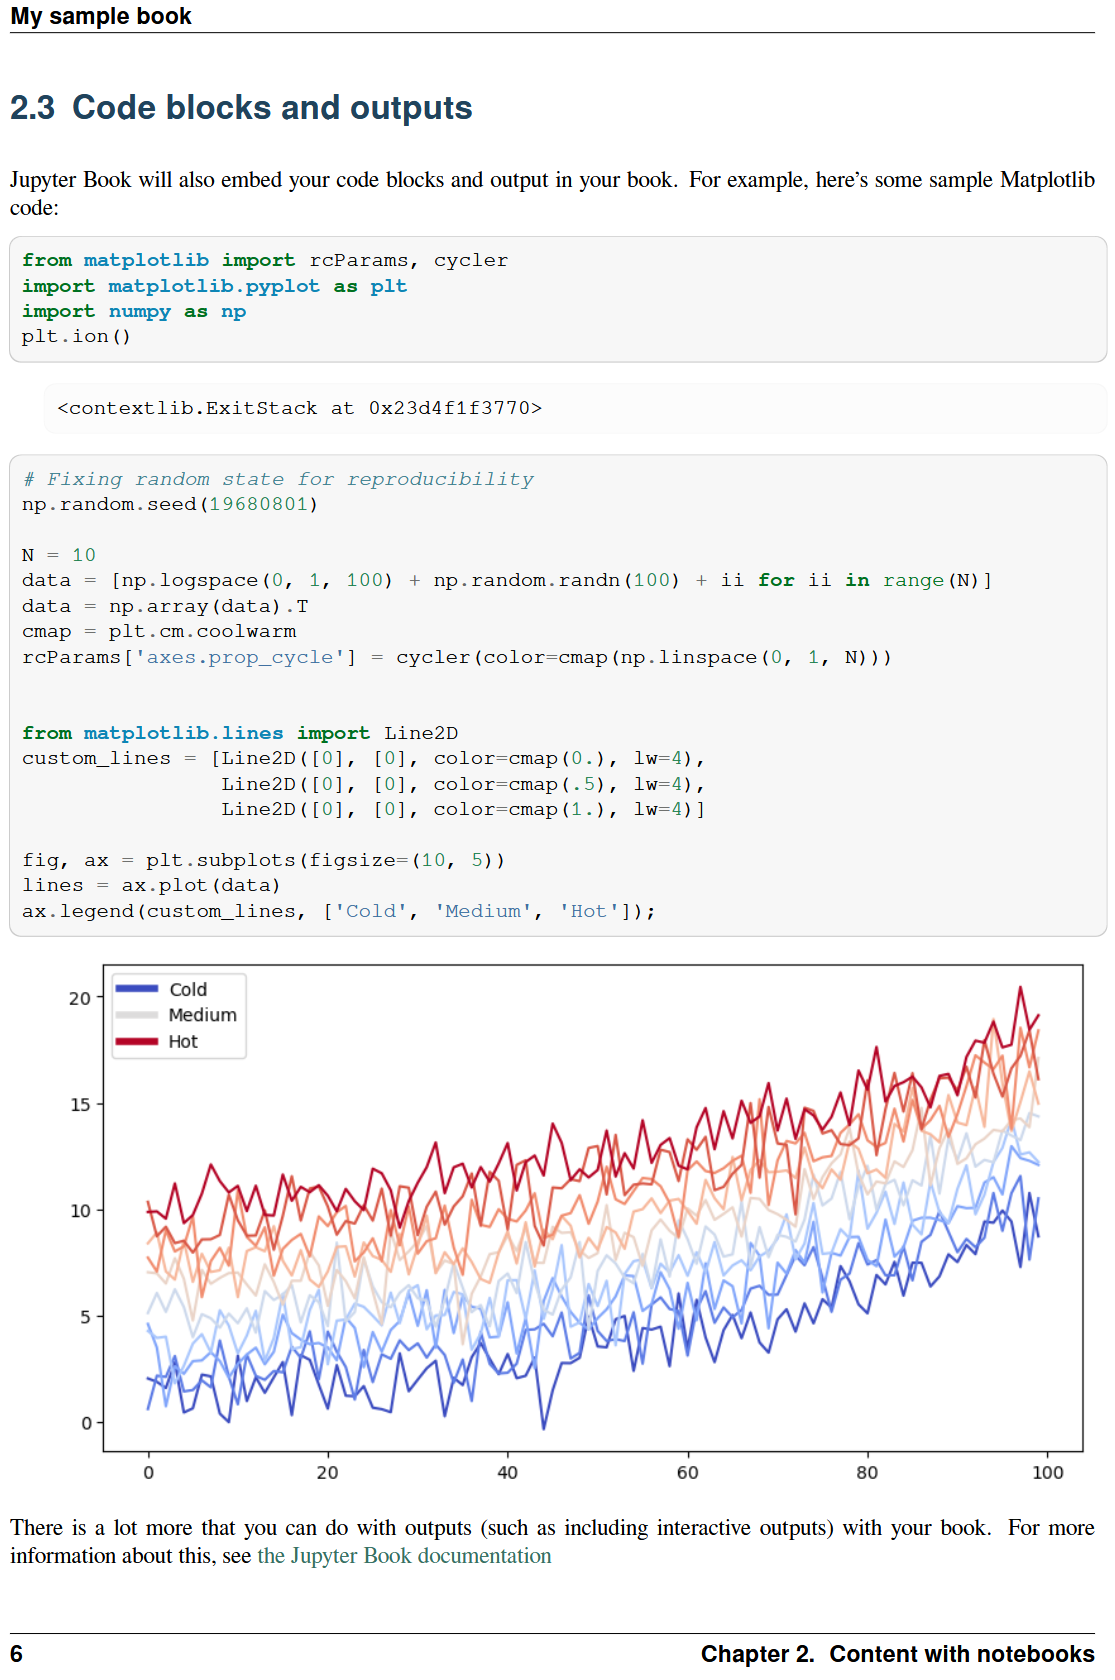 My sample book
2.3 Code blocks and outputs
Jupyter Book will also embed your code blocks and output in your book. For example, here's some sample Matplotlib
code:
from matplotlib import rcParams, cycler
import matplotlib.pyplot as plt
import numpy as np
plt.ion()
<contextlib.ExitStack at 0x23d4f1f3770>
# Fixing random state for reproducibility
np.random.seed(19680801)
N = 10
data = [np.logspace(0, 1, 100) + np.random.randn(100) + ii for ii in range(N)]
data = np.array(data).T
cmap = plt.cm.coolwarm
rcParams['axes.prop_cycle'] = cycler(color=cmap(np.linspace(0, 1, N)))
from matplotlib.lines import Line2D
custom_lines = [Line2D([0], [0], color=cmap(0.), lw=4),
                Line2D([0], [0], color=cmap(.5), lw=4),
                Line2D([0], [0], color=cmap(1.), lw=4)]
fig, ax = plt.subplots(figsize=(10, 5))
lines = ax.plot(data)
ax.legend(custom_lines, ['Cold', 'Medium', 'Hot']);
Cold
Medium
Hot
20
15
10
5
0
0 20 40 60 80 100
There is a lot more that you can do with outputs (such as including interactive outputs) with your book. For more
information about this, see the Jupyter Book documentation
6 Chapter 2. Content with notebooks